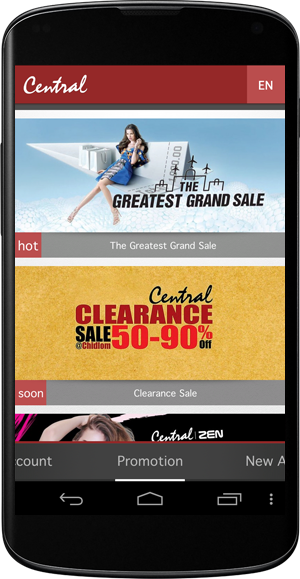 Central
EN
THE
GREATEST GRAND SALE
hot
The Greatest Grand Sale
Central
CLEARANCE
SALE 50-90% Off
@Chidlom
soon
Clearance Sale
Central ZEN
ccount
Promotion
New A